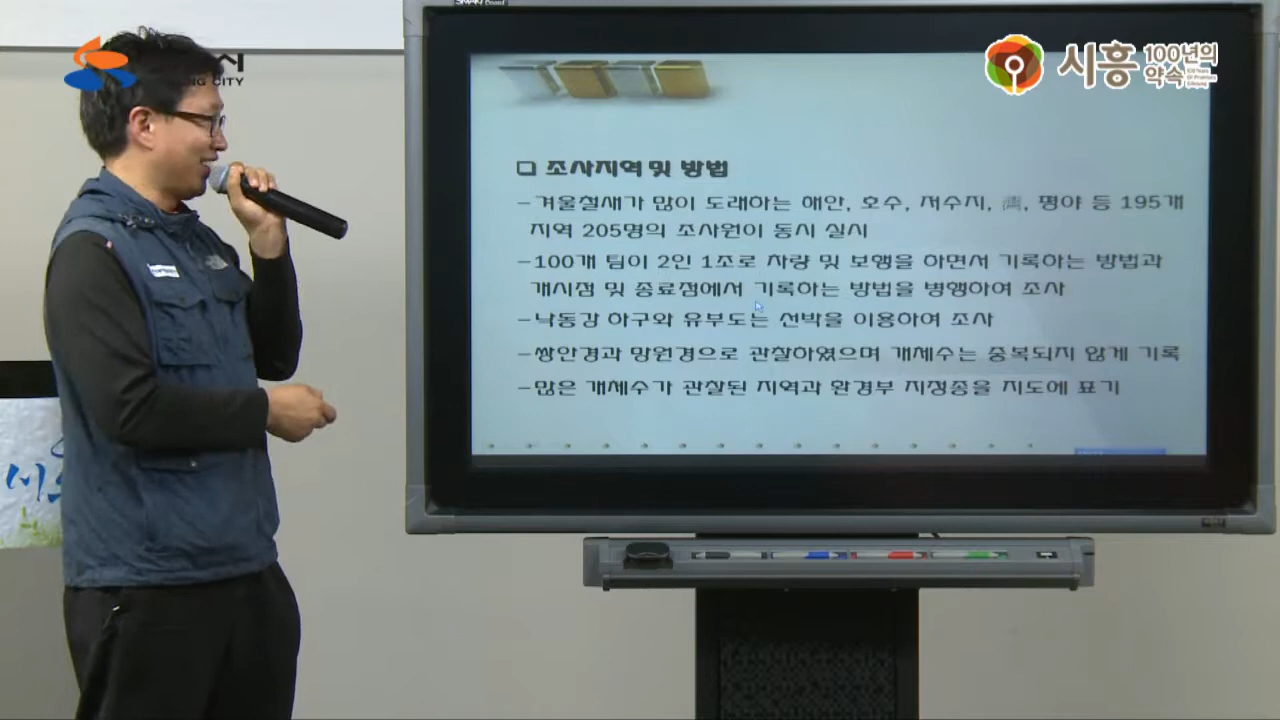 SMART Board
시
NG CITY
시흥 100년의
약속
❏ 조사지역 및 방법
-겨울철새가 많이 도래하는 해안, 호수, 저수지, 灣, 평야 등 195개
지역 205명의 조사원이 동시 실시
-100개 팀이 2인 1조로 차량 및 보행을 하면서 기록하는 방법과
개시점 및 종료점에서 기록하는 방법을 병행하여 조사
-낙동강 하구와 유부도는 선박을 이용하여 조사
-쌍안경과 망원경으로 관찰하였으며 개체수는 중복되지 않게 기록
-많은 개체수가 관찰된 지역과 환경부 지정종을 지도에 표기